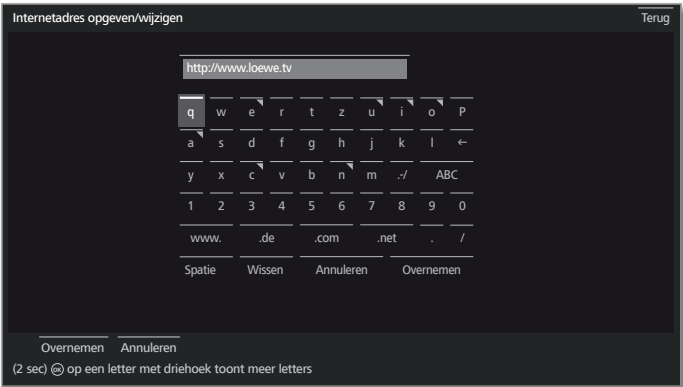 Internetadres opgeven/wijzigen Terug
http://www.loewe.tv
q w e r t z u i o P
a s d f g h j k l ←
y x c v b n m .-/ ABC
1 2 3 4 5 6 7 8 9 0
www. .de .com .net . /
Spatie Wissen Annuleren Overnemen
Overnemen Annuleren
(2 sec) OK op een letter met driehoek toont meer letters